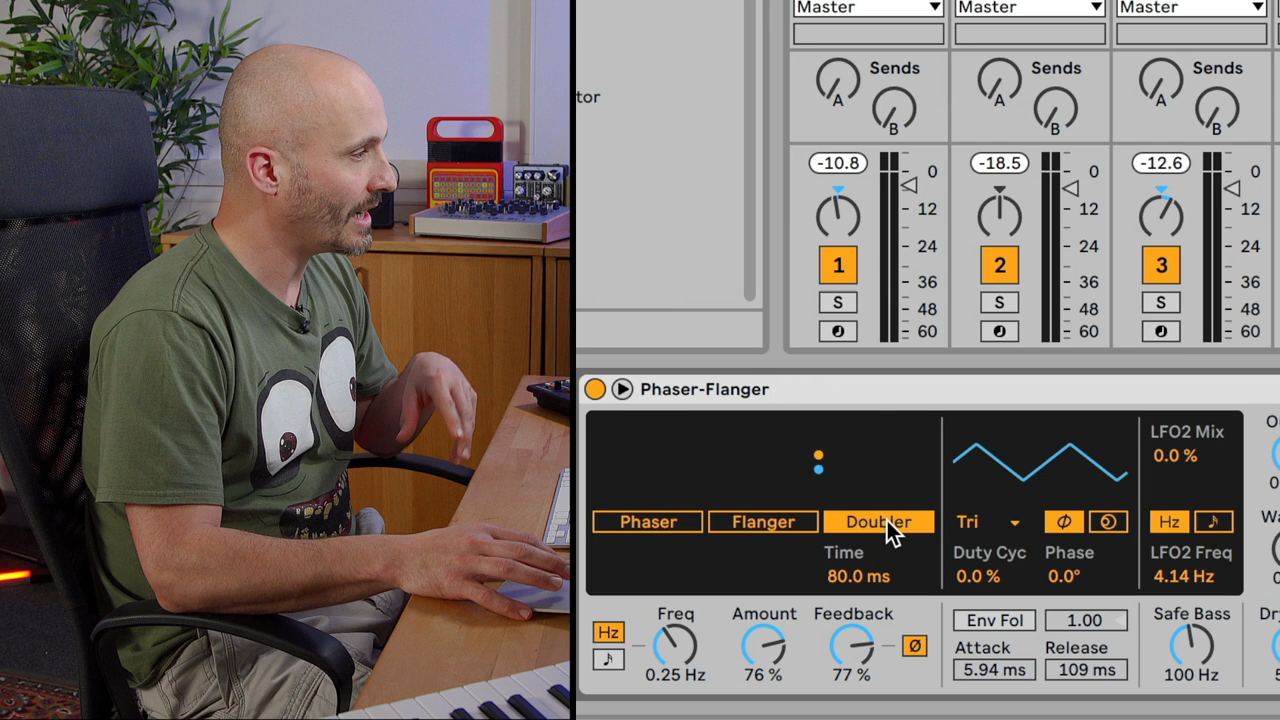 Master
Master
Master
tor
Sends
Sends
Sends
A
B
A
B
A
B
-10.8
-18.5
-12.6
0
12
24
36
48
60
0
12
24
36
48
60
0
12
24
36
48
60
1
2
3
S
S
S
Phaser-Flanger
LFO2 Mix
0.0 %
Phaser
Flanger
Doubler
Tri
Hz
Time
80.0 ms
Duty Cyc
0.0 %
Phase
0.0°
LFO2 Freq
4.14 Hz
Hz
Freq
0.25 Hz
Amount
76 %
Feedback
77 %
Ø
Env Fol
1.00
Attack
5.94 ms
Release
109 ms
Safe Bass
100 Hz